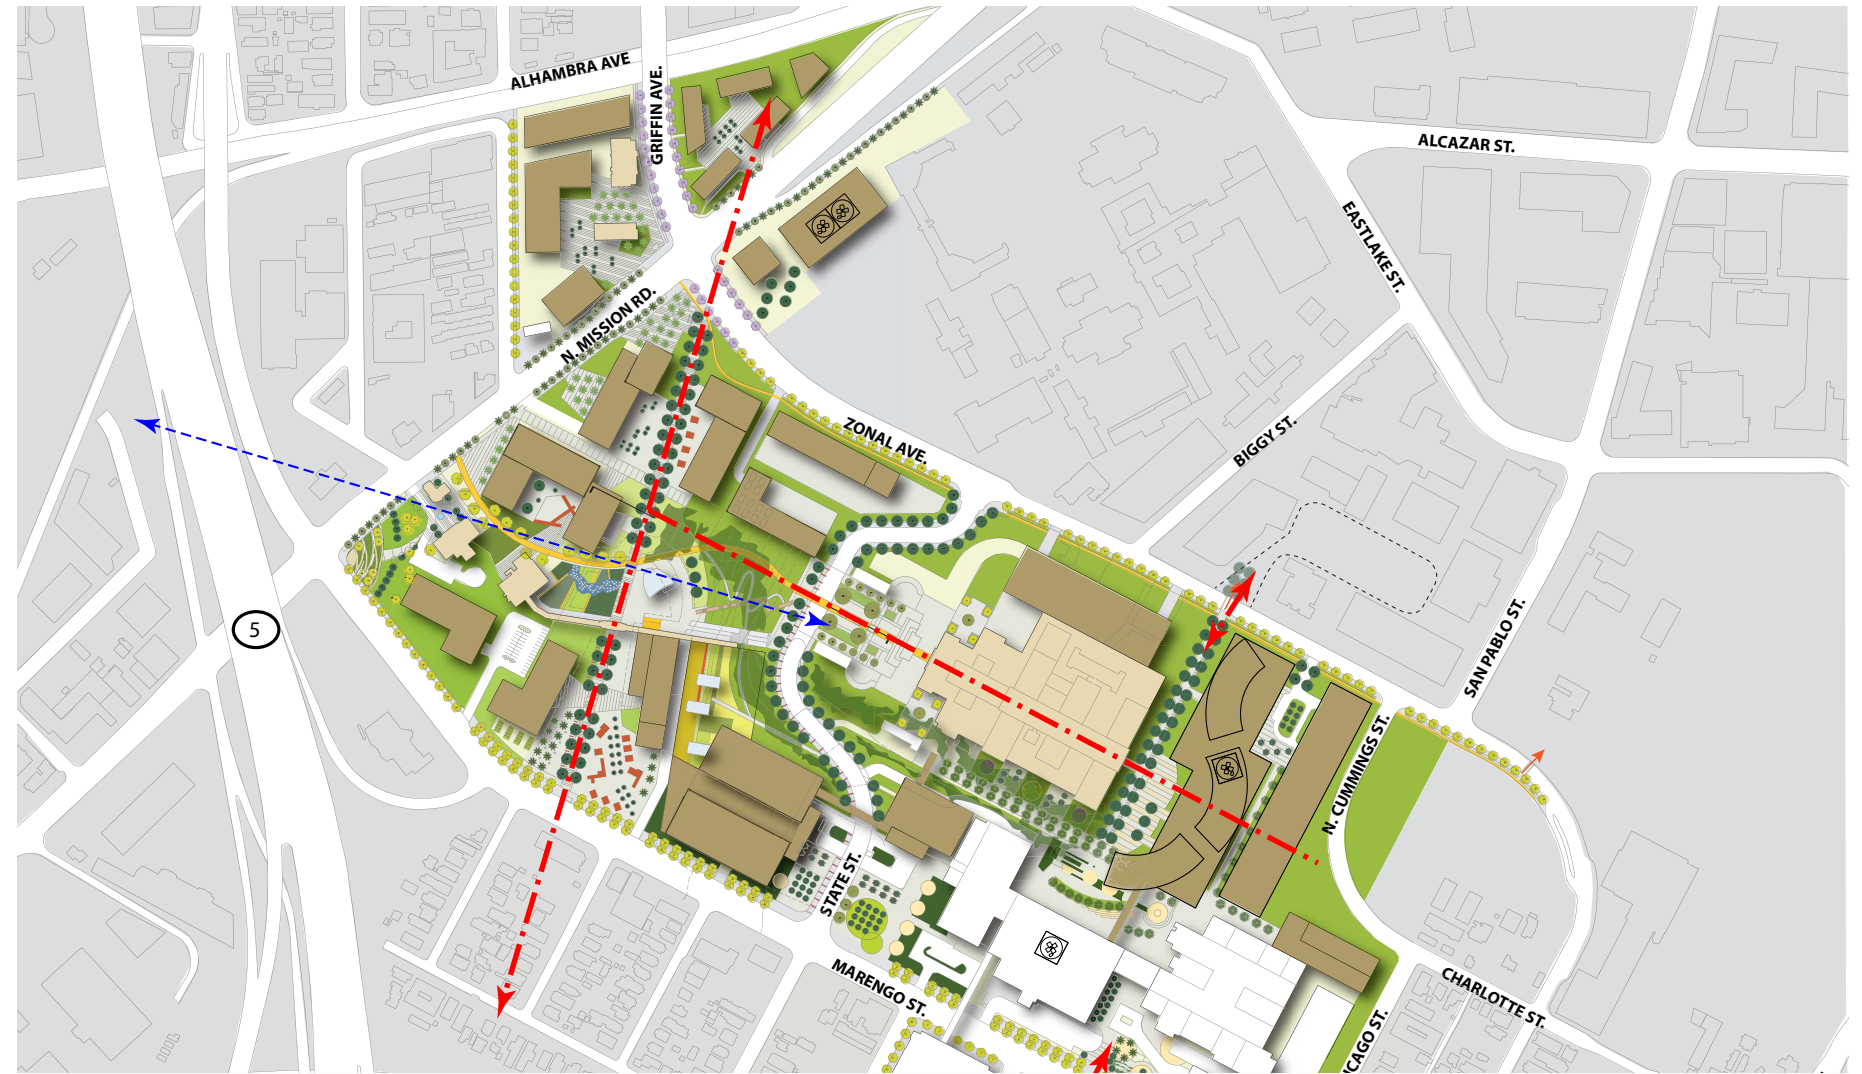 ALHAMBRA AVE
GRIFFIN AVE.
ALCAZAR ST.
EASTLAKE ST.
N. MISSION RD.
ZONAL AVE.
BIGGY ST.
5
SAN PABLO ST.
N. CUMMINGS ST.
STATE ST.
MARENGO ST.
CHARLOTTE ST.
ICAGO ST.